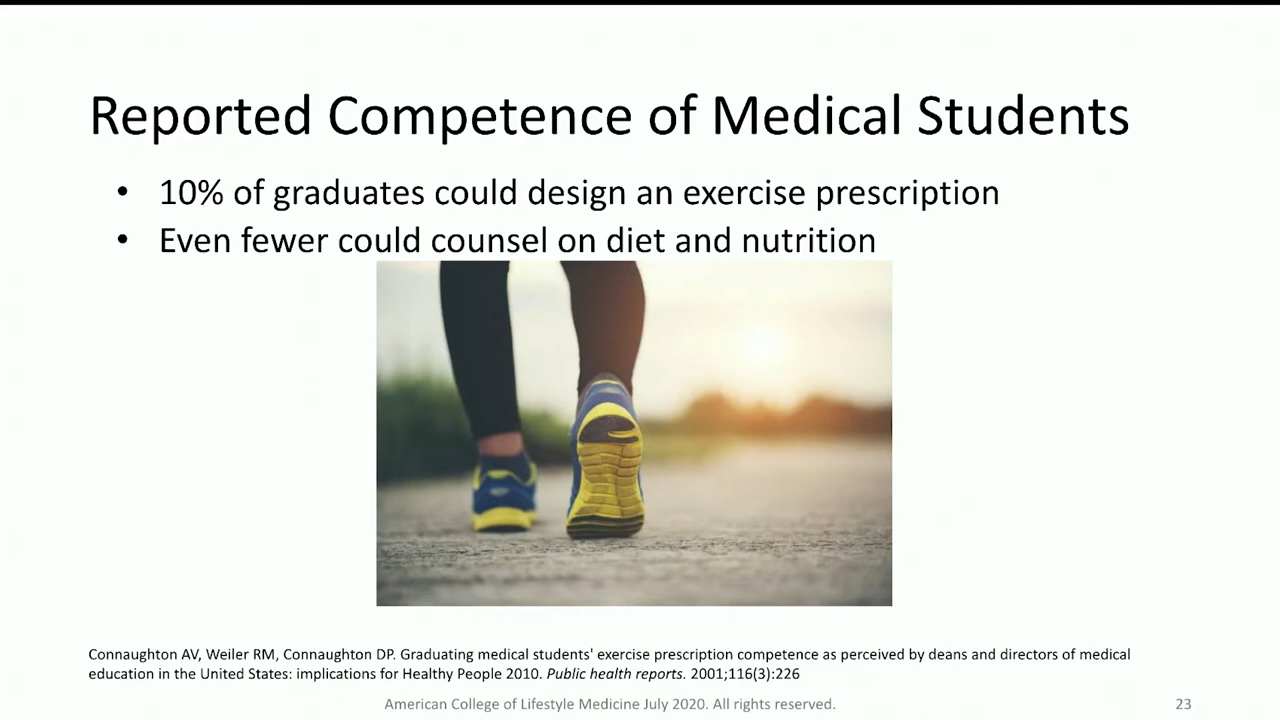 Reported Competence of Medical Students
• 10% of graduates could design an exercise prescription
• Even fewer could counsel on diet and nutrition
Connaughton AV, Weiler RM, Connaughton DP. Graduating medical students' exercise prescription competence as perceived by deans and directors of medical
education in the United States: implications for Healthy People 2010. Public health reports. 2001;116(3):226
American College of Lifestyle Medicine July 2020. All rights reserved.
23